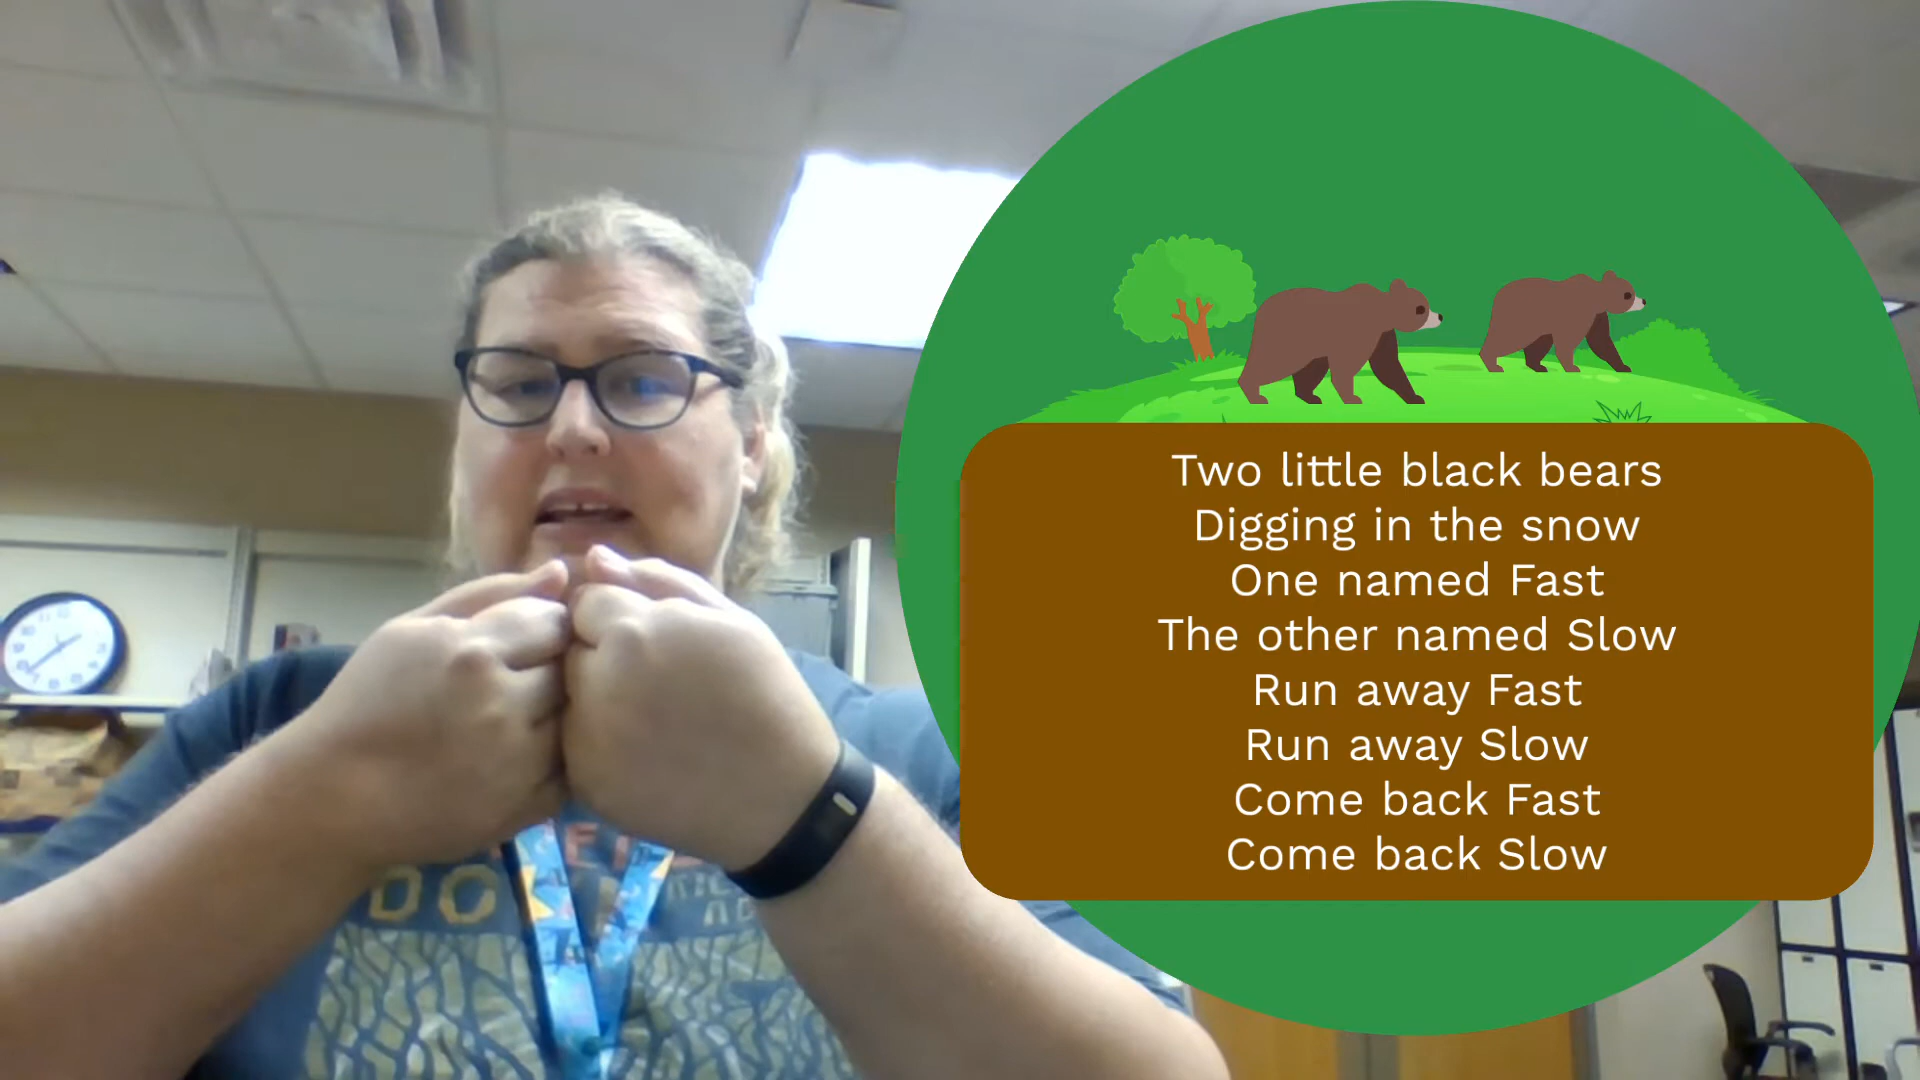 Two little black bears
Digging in the snow
One named Fast
The other named Slow
Run away Fast
Run away Slow
Come back Fast
Come back Slow
DO